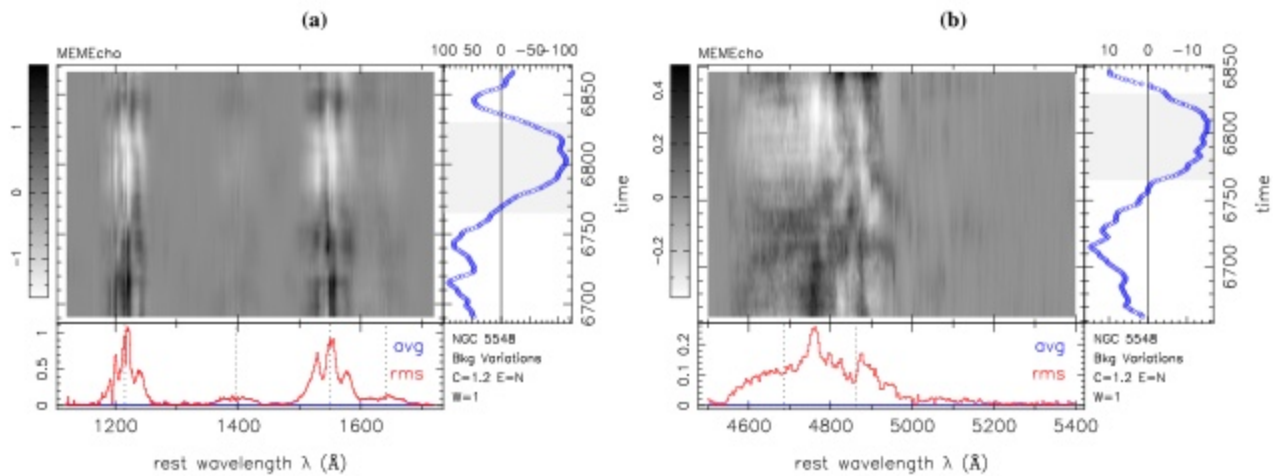 (a)
MEMEcho
100 50 0 −50−100
1
0
−1
6850
6800
6750
6700
time
1
0.5
0
avg
rms
NGC 5548
Bkg Variations
C=1.2 E=N
W=1
1200 1400 1600
rest wavelength λ (Å)
(b)
MEMEcho
10 0 −10
0.4
0.2
0
−0.2
6850
6800
6750
6700
time
0.2
0.1
0
avg
rms
NGC 5548
Bkg Variations
C=1.2 E=N
W=1
4600 4800 5000 5200 5400
rest wavelength λ (Å)